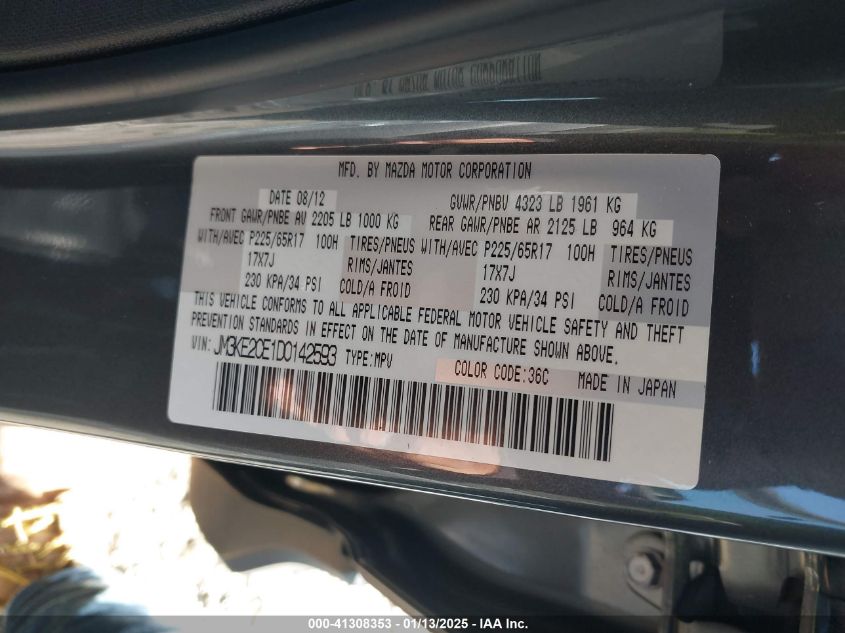 MFD. BY MAZDA MOTOR CORPORATION
DATE 08/12 GVWR/PNBV 4323 LB 1961 KG
FRONT GAWR/PNBE AV 2205 LB 1000 KG REAR GAWR/PNBE AR 2125 LB 964 KG
WITH/AVEC P225/65R17 100H TIRES/PNEUS WITH/AVEC P225/65R17 100H TIRES/PNEUS
17X7J RIMS/JANTES 17X7J RIMS/JANTES
230 KPA/34 PSI COLD/A FROID 230 KPA/34 PSI COLD/A FROID
THIS VEHICLE CONFORMS TO ALL APPLICABLE FEDERAL MOTOR VEHICLE SAFETY AND THEFT
PREVENTION STANDARDS IN EFFECT ON THE DATE OF MANUFACTURE SHOWN ABOVE.
VIN: JM3KE2CE1D0142593 TYPE:MPV COLOR CODE:36C MADE IN JAPAN
000-41308353 — 01/13/2025 — IAA Inc.